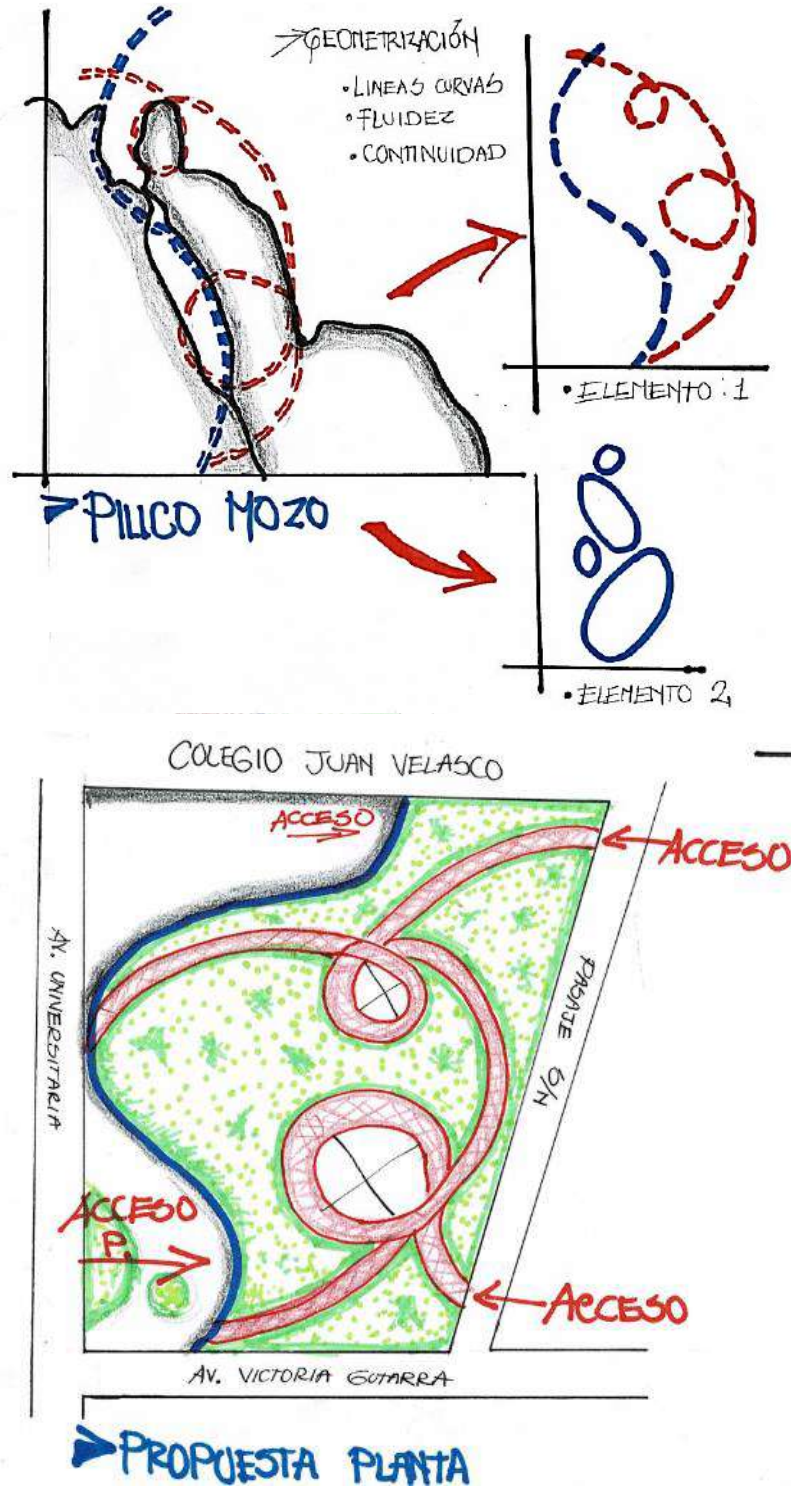 GEOMETRIZACIÓN
• LINEAS CURVAS
• FLUIDEZ
• CONTINUIDAD
• ELEMENTO : 1
PILLCO MOZO
• ELEMENTO 2
COLEGIO JUAN VELASCO
ACCESO
ACCESO
AV. UNIVERSITARIA
PASAJE S/N
ACCESO
P.
ACCESO
AV. VICTORIA GUTARRA
PROPUESTA PLANTA